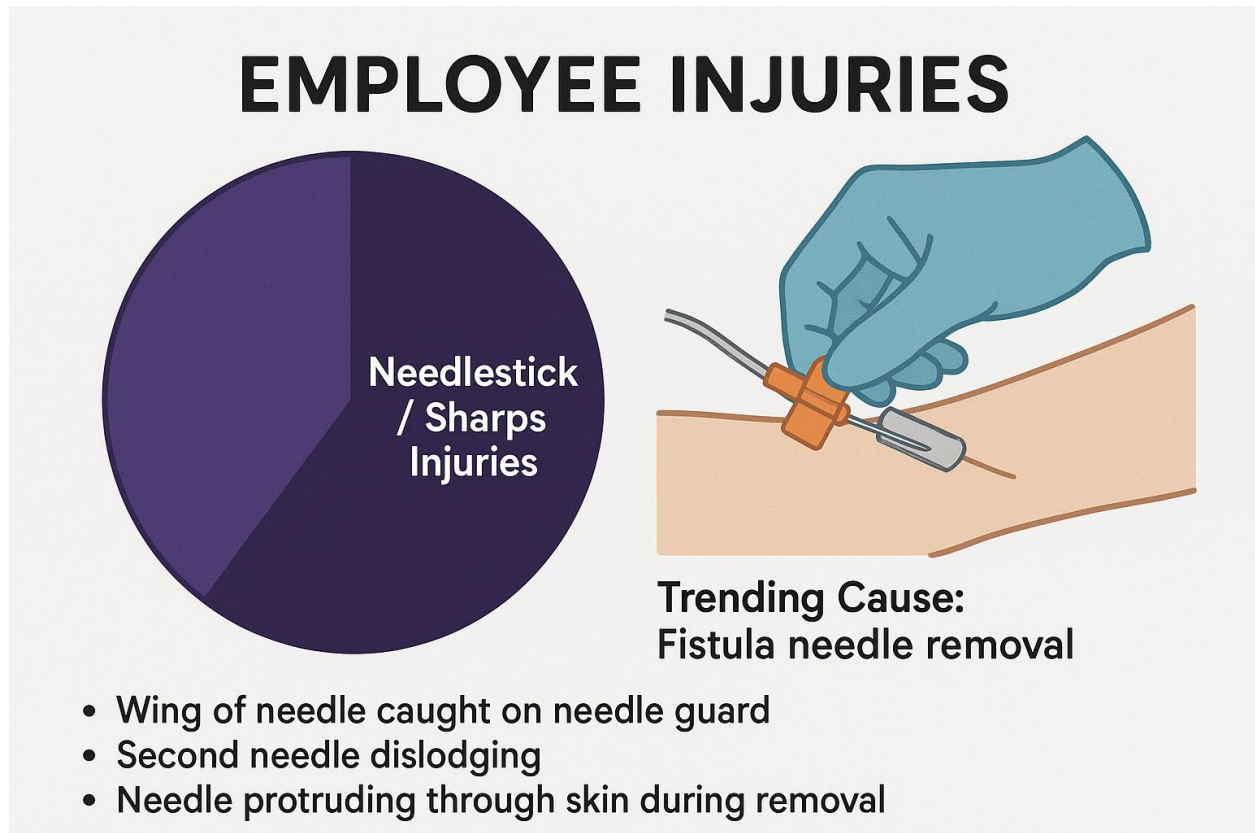 EMPLOYEE INJURIES
Needlestick
/ Sharps
Injuries
Trending Cause:
Fistula needle removal
• Wing of needle caught on needle guard
• Second needle dislodging
• Needle protruding through skin during removal